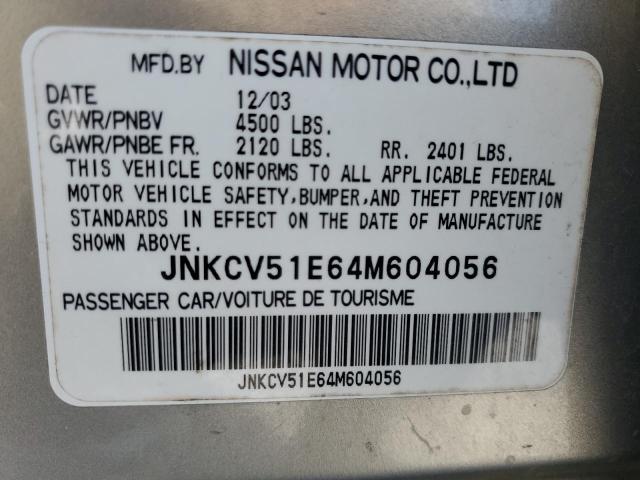 MFD.BY NISSAN MOTOR CO.,LTD
DATE 12/03
GVWR/PNBV 4500 LBS.
GAWR/PNBE FR. 2120 LBS. RR. 2401 LBS.
THIS VEHICLE CONFORMS TO ALL APPLICABLE FEDERAL
MOTOR VEHICLE SAFETY,BUMPER,AND THEFT PREVENTION
STANDARDS IN EFFECT ON THE DATE OF MANUFACTURE
SHOWN ABOVE.
JNKCV51E64M604056
PASSENGER CAR/VOITURE DE TOURISME
JNKCV51E64M604056